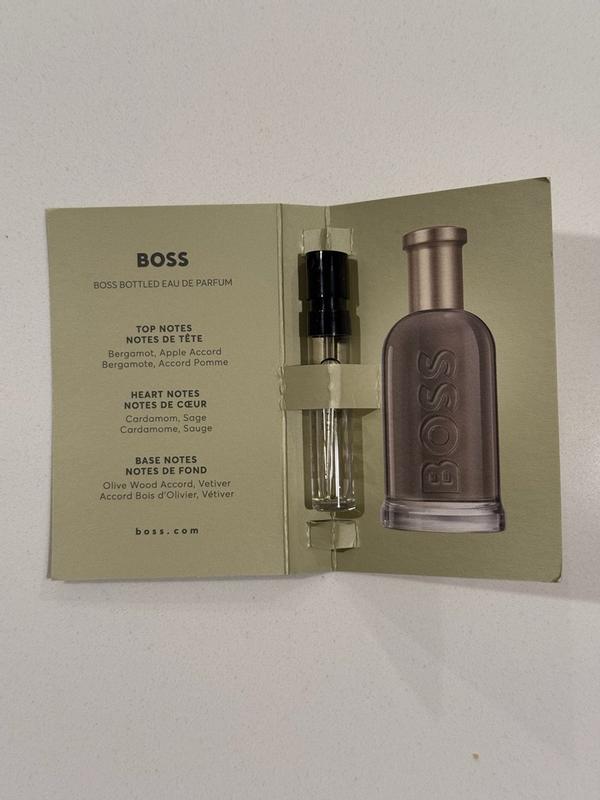 BOSS
BOSS BOTTLED EAU DE PARFUM
TOP NOTES
NOTES DE TÊTE
Bergamot, Apple Accord
Bergamote, Accord Pomme
HEART NOTES
NOTES DE CŒUR
Cardamom, Sage
Cardamome, Sauge
BASE NOTES
NOTES DE FOND
Olive Wood Accord, Vetiver
Accord Bois d'Olivier, Vétiver
boss.com
BOSS